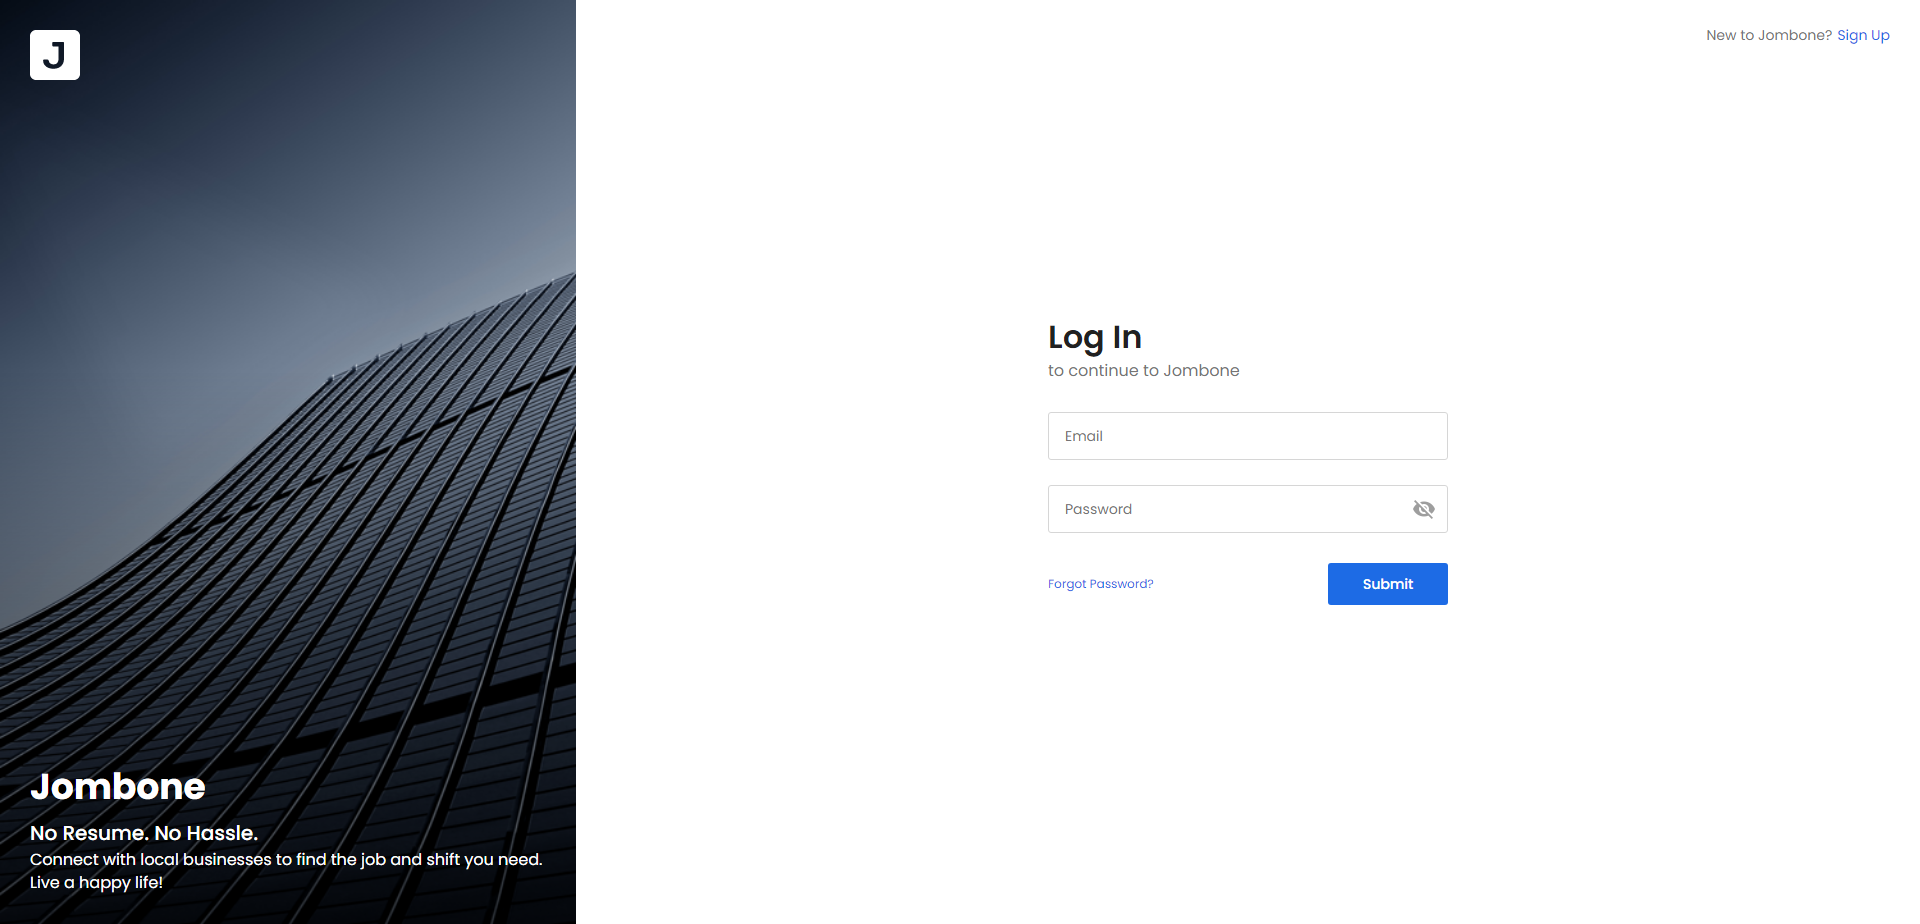 J
New to Jombone? Sign Up
Log In
to continue to Jombone
Email
Password
Forgot Password?
Submit
Jombone
No Resume. No Hassle.
Connect with local businesses to find the job and shift you need.
Live a happy life!